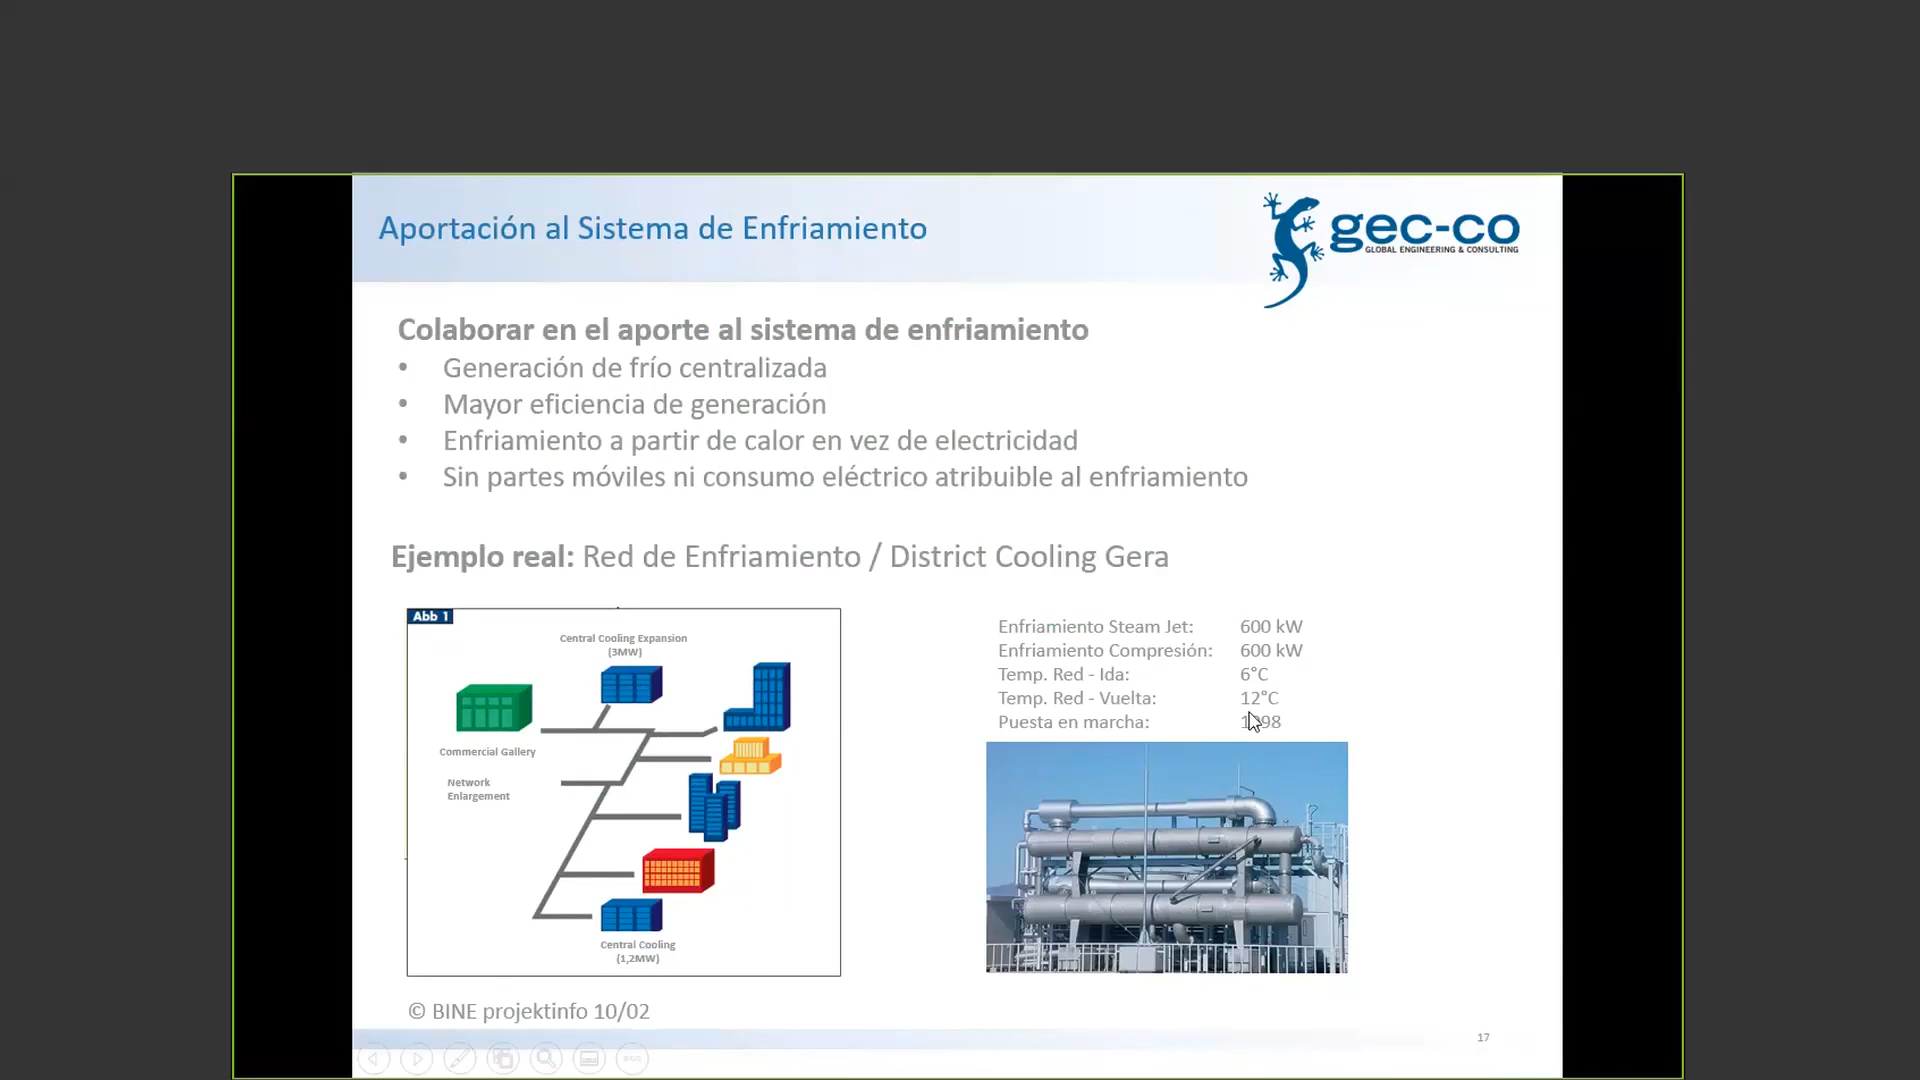 Aportación al Sistema de Enfriamiento
gec-co
GLOBAL ENGINEERING & CONSULTING
Colaborar en el aporte al sistema de enfriamiento
• Generación de frío centralizada
• Mayor eficiencia de generación
• Enfriamiento a partir de calor en vez de electricidad
• Sin partes móviles ni consumo eléctrico atribuible al enfriamiento
Ejemplo real: Red de Enfriamiento / District Cooling Gera
Abb 1
Central Cooling Expansion
(3MW)
Commercial Gallery
Network
Enlargement
Central Cooling
(1,2MW)
Enfriamiento Steam Jet: 600 kW
Enfriamiento Compresión: 600 kW
Temp. Red - Ida: 6°C
Temp. Red - Vuelta: 12°C
Puesta en marcha:
© BINE projektinfo 10/02
17